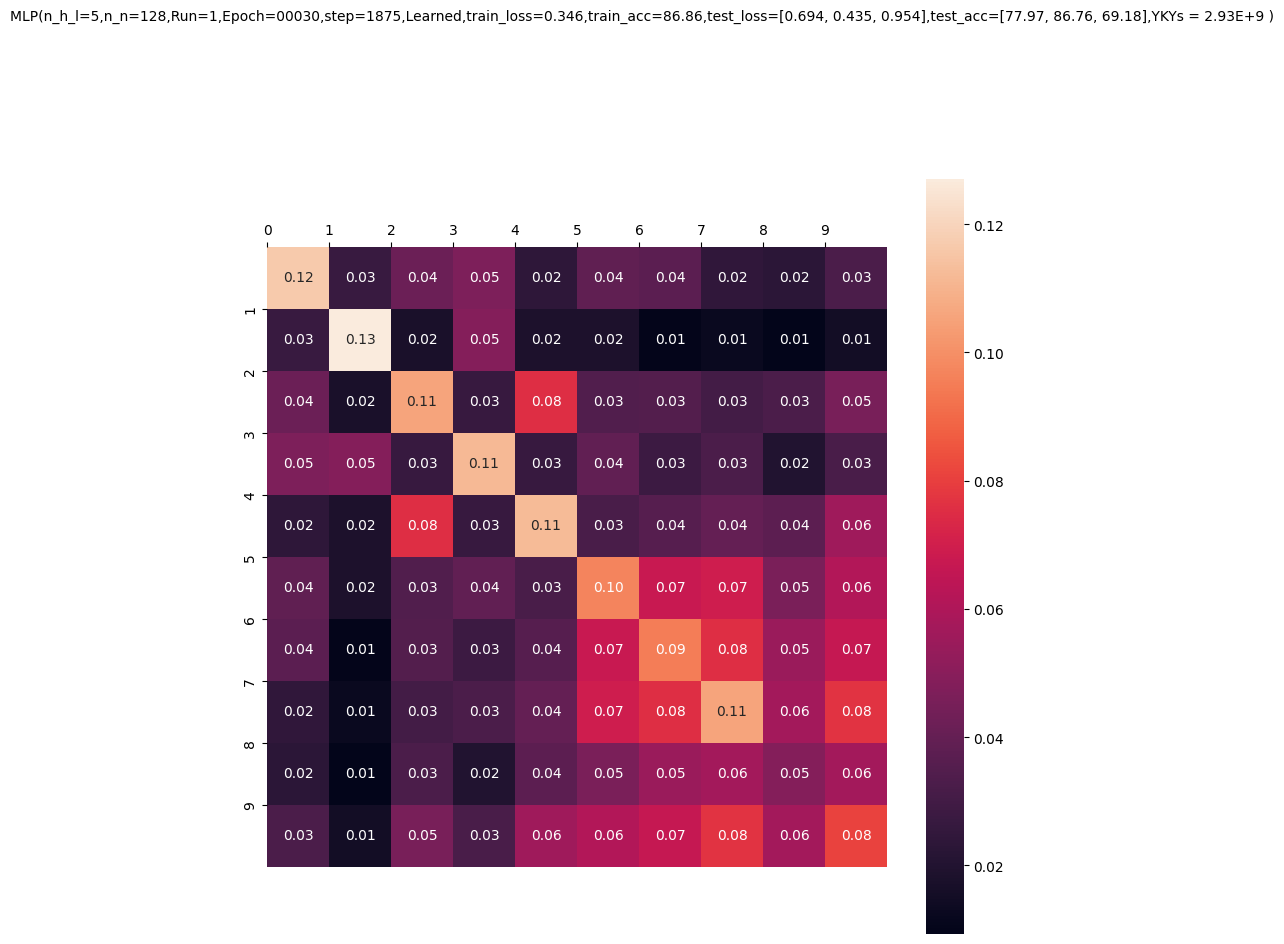 MLP(n_h_l=5,n_n=128,Run=1,Epoch=00030,step=1875,Learned,train_loss=0.346,train_acc=86.86,test_loss=[0.694, 0.435, 0.954],test_acc=[77.97, 86.76, 69.18],YKYs = 2.93E+9 )
0 1 2 3 4 5 6 7 8 9
0.12 0.03 0.04 0.05 0.02 0.04 0.04 0.02 0.02 0.03
1
0.03 0.13 0.02 0.05 0.02 0.02 0.01 0.01 0.01 0.01
2
0.04 0.02 0.11 0.03 0.08 0.03 0.03 0.03 0.03 0.05
3
0.05 0.05 0.03 0.11 0.03 0.04 0.03 0.03 0.02 0.03
4
0.02 0.02 0.08 0.03 0.11 0.03 0.04 0.04 0.04 0.06
5
0.04 0.02 0.03 0.04 0.03 0.10 0.07 0.07 0.05 0.06
6
0.04 0.01 0.03 0.03 0.04 0.07 0.09 0.08 0.05 0.07
7
0.02 0.01 0.03 0.03 0.04 0.07 0.08 0.11 0.06 0.08
8
0.02 0.01 0.03 0.02 0.04 0.05 0.05 0.06 0.05 0.06
9
0.03 0.01 0.05 0.03 0.06 0.06 0.07 0.08 0.06 0.08
0.12
0.10
0.08
0.06
0.04
0.02